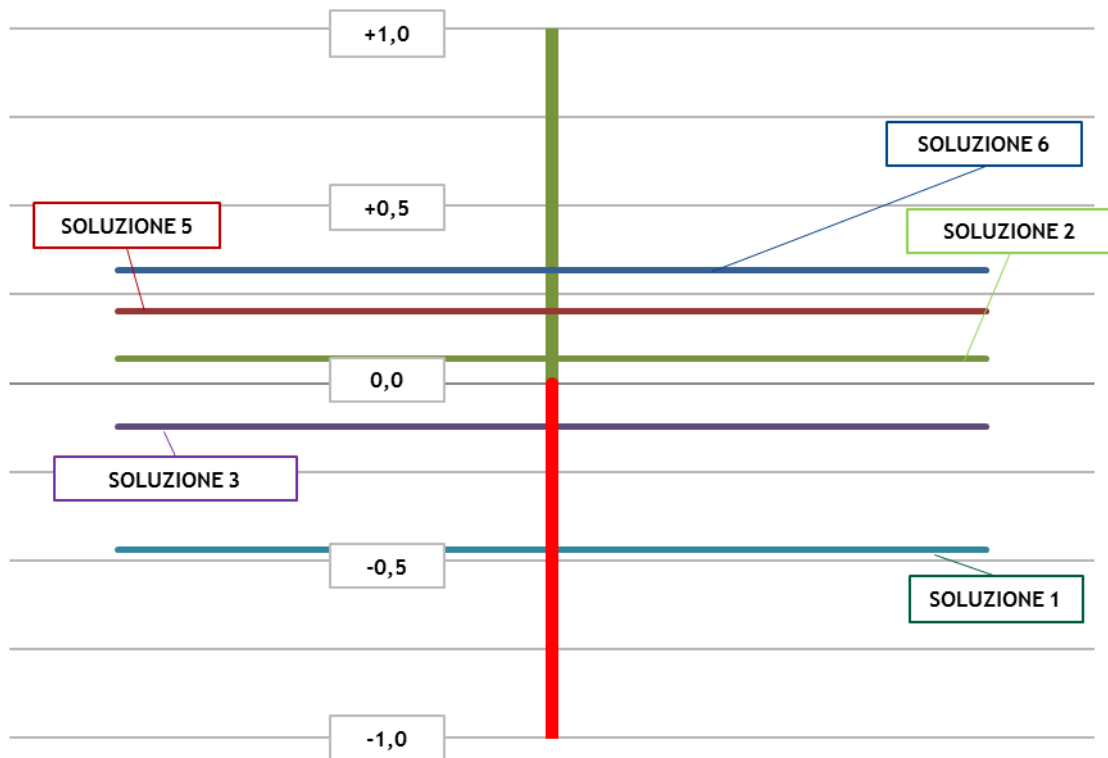 +1,0
SOLUZIONE 6
+0,5
SOLUZIONE 5
SOLUZIONE 2
0,0
SOLUZIONE 3
-0,5
SOLUZIONE 1
-1,0